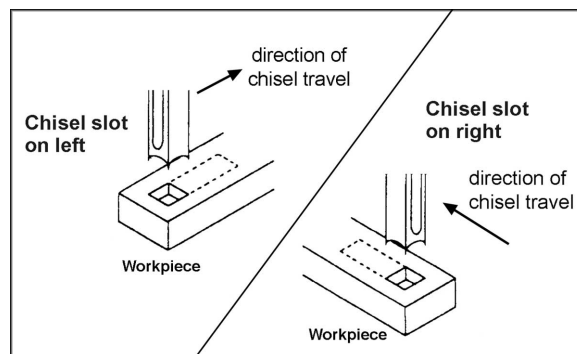 direction of
chisel travel
Chisel slot
on left
Workpiece
Chisel slot
on right
direction of
chisel travel
Workpiece